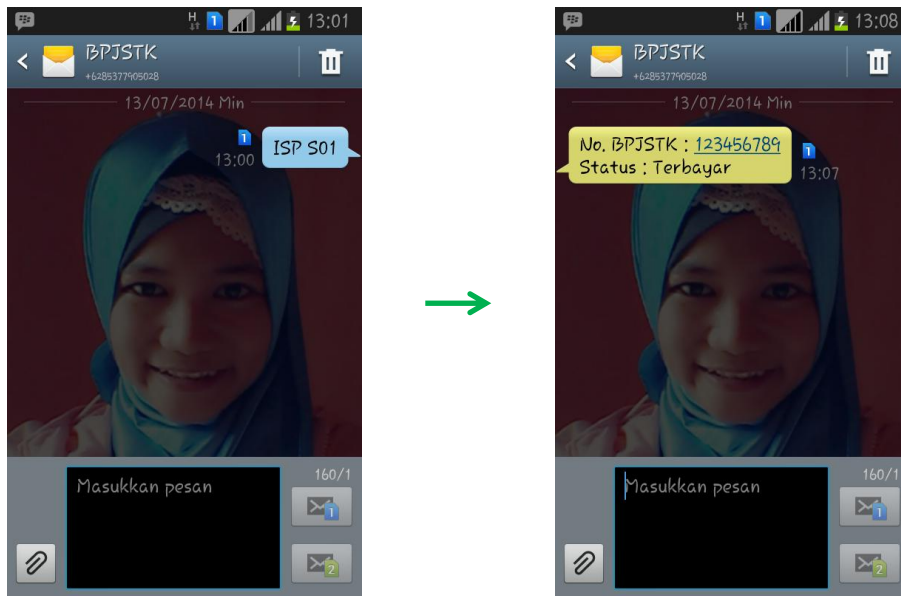 H 1 13:01
BPJSTK
+6285377905028
13/07/2014 Min
1
13:00
ISP S01
Masukkan pesan
160/1
1
2
H 1 13:08
BPJSTK
+6285377905028
13/07/2014 Min
No. BPJSTK : 123456789
Status : Terbayar
1
13:07
Masukkan pesan
160/1
1
2